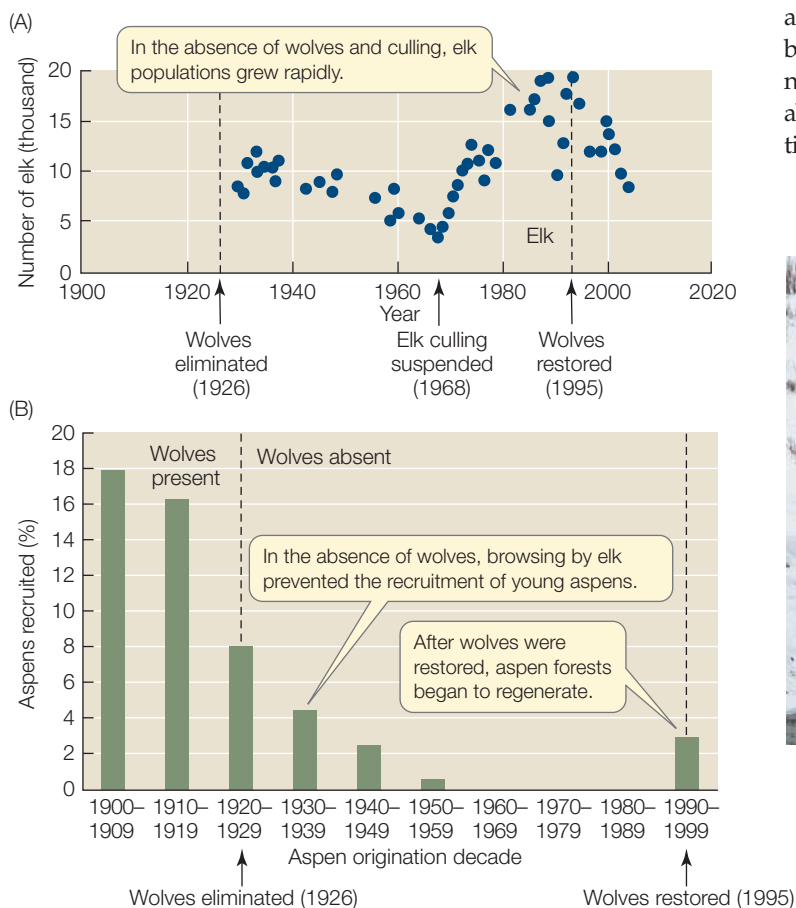 (A)
In the absence of wolves and culling, elk
populations grew rapidly.
Number of elk (thousand)
20
15
10
5
0
Elk
1900
1920
1940
1960
1980
2000
2020
Year
Wolves
eliminated
(1926)
Elk culling
suspended
(1968)
Wolves
restored
(1995)
(B)
Aspens recruited (%)
20
18
16
14
12
10
8
6
4
2
0
Wolves
present
Wolves absent
In the absence of wolves, browsing by elk
prevented the recruitment of young aspens.
After wolves were
restored, aspen forests
began to regenerate.
1900–
1909
1910–
1919
1920–
1929
1930–
1939
1940–
1949
1950–
1959
1960–
1969
1970–
1979
1980–
1989
1990–
1999
Aspen origination decade
Wolves eliminated (1926)
Wolves restored (1995)